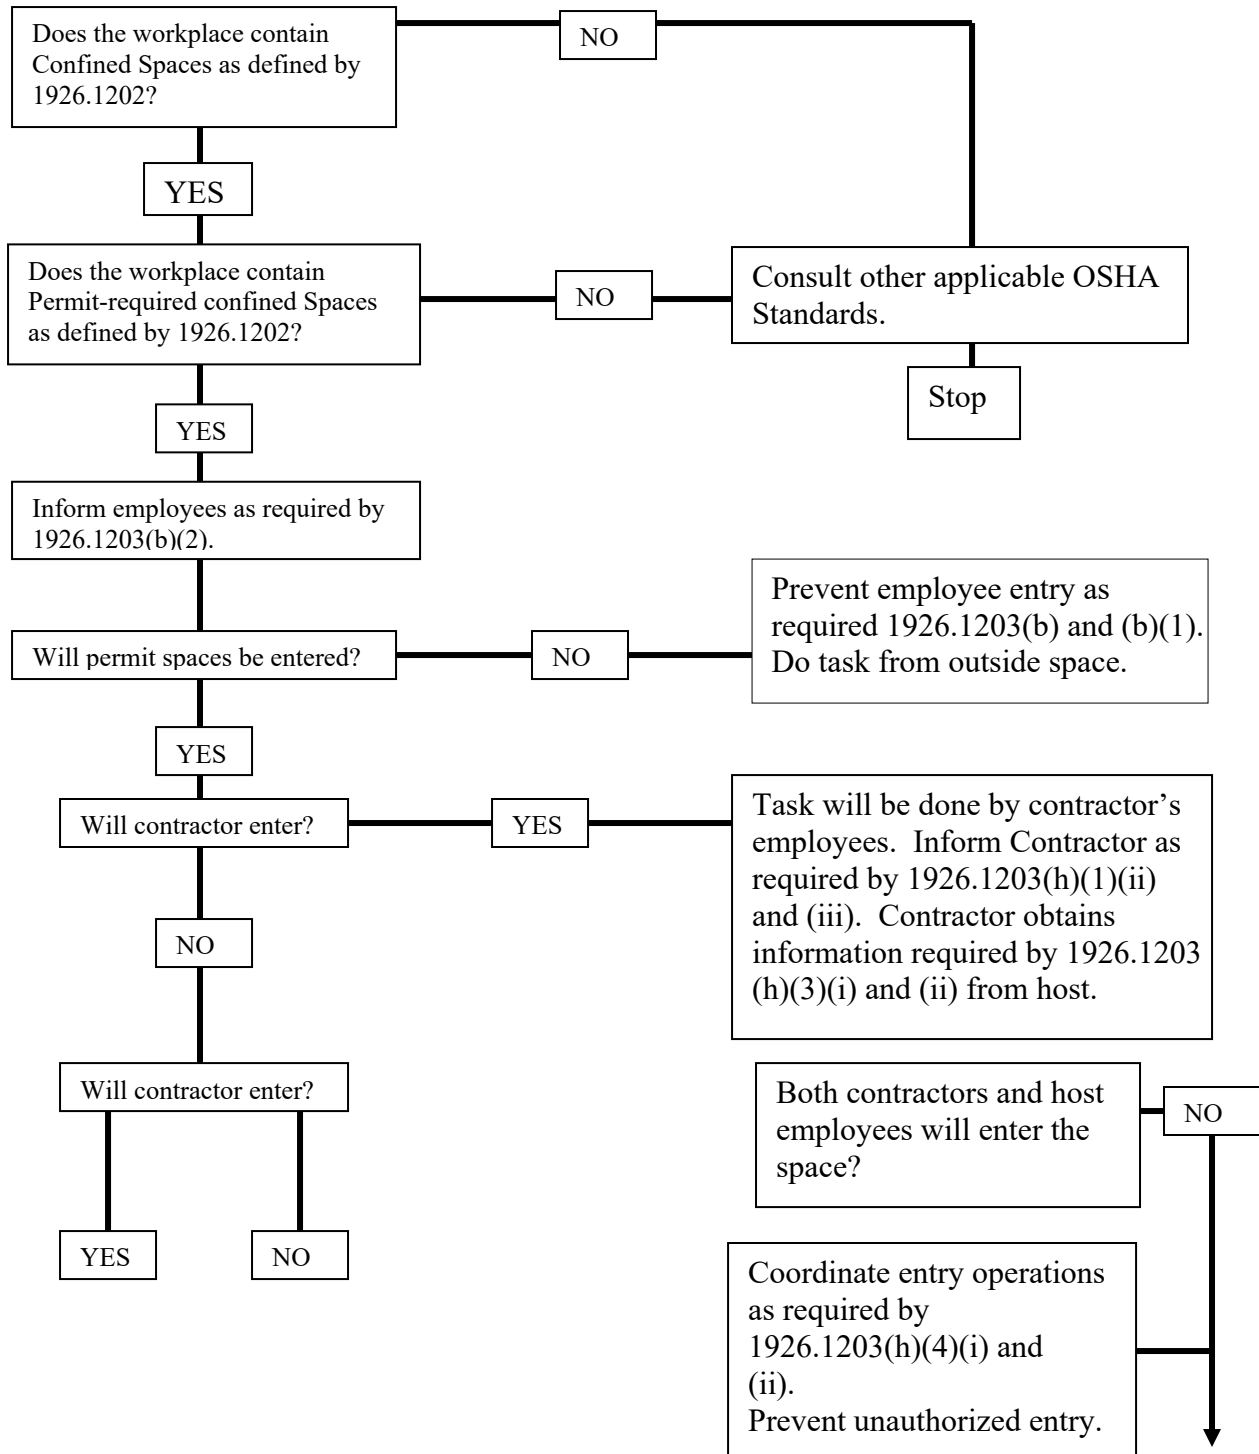 Does the workplace contain
Confined Spaces as defined by
1926.1202?
NO
YES
Does the workplace contain
Permit-required confined Spaces
as defined by 1926.1202?
NO
Consult other applicable OSHA
Standards.
Stop
YES
Inform employees as required by
1926.1203(b)(2).
Prevent employee entry as
required 1926.1203(b) and (b)(1).
Do task from outside space.
Will permit spaces be entered?
NO
YES
Will contractor enter?
YES
Task will be done by contractor’s
employees.  Inform Contractor as
required by 1926.1203(h)(1)(ii)
and (iii).  Contractor obtains
information required by 1926.1203
(h)(3)(i) and (ii) from host.
NO
Will contractor enter?
Both contractors and host
employees will enter the
space?
NO
YES
NO
Coordinate entry operations
as required by
1926.1203(h)(4)(i) and
(ii).
Prevent unauthorized entry.